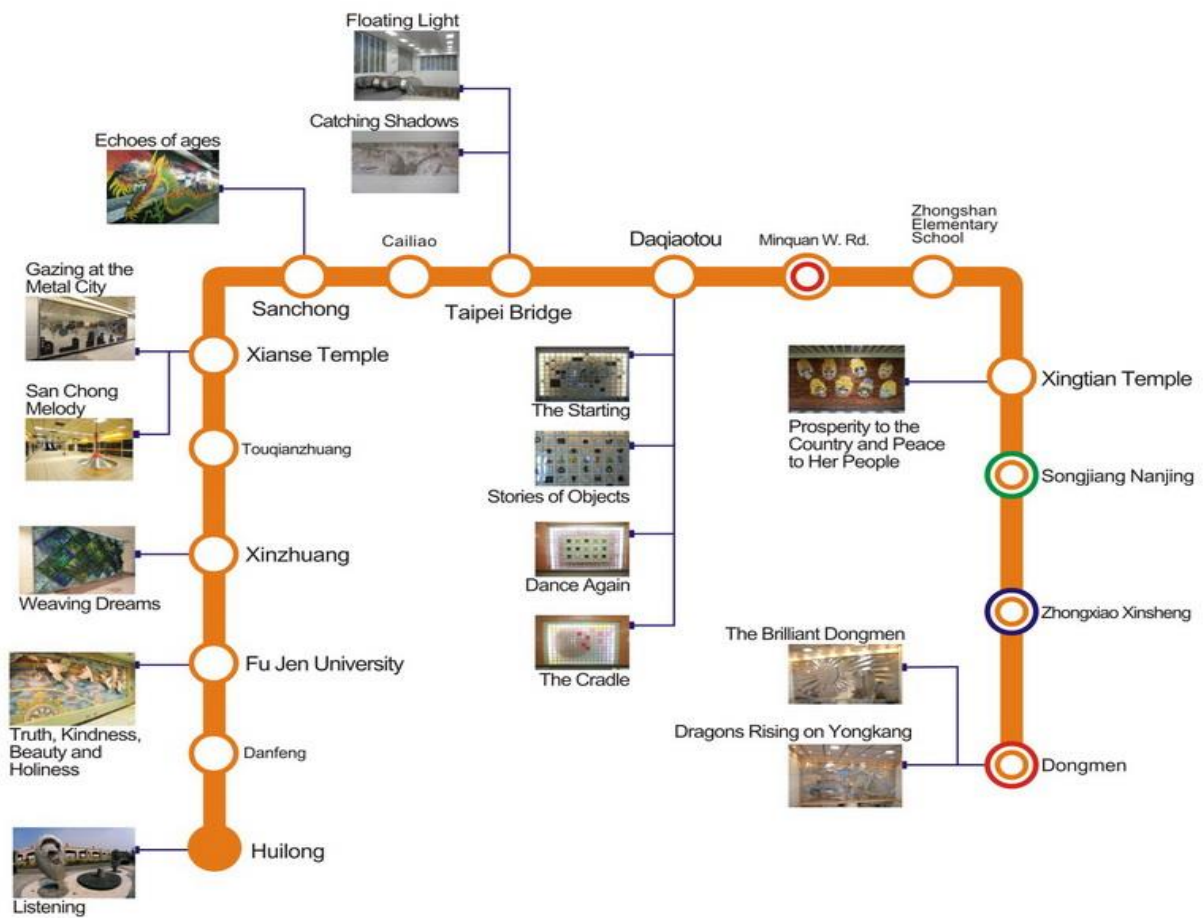 Floating Light
Catching Shadows
Echoes of ages
Zhongshan
Elementary
School
Cailiao
Daqiaotou
Minquan W. Rd.
Gazing at the
Metal City
Sanchong
Taipei Bridge
Xianse Temple
San Chong
Melody
The Starting
Xingtian Temple
Prosperity to the
Country and Peace
to Her People
Touqianzhuang
Stories of Objects
Songjiang Nanjing
Xinzhuang
Weaving Dreams
Dance Again
Zhongxiao Xinsheng
The Brilliant Dongmen
Fu Jen University
The Cradle
Truth, Kindness,
Beauty and
Holiness
Danfeng
Dragons Rising on Yongkang
Dongmen
Huilong
Listening